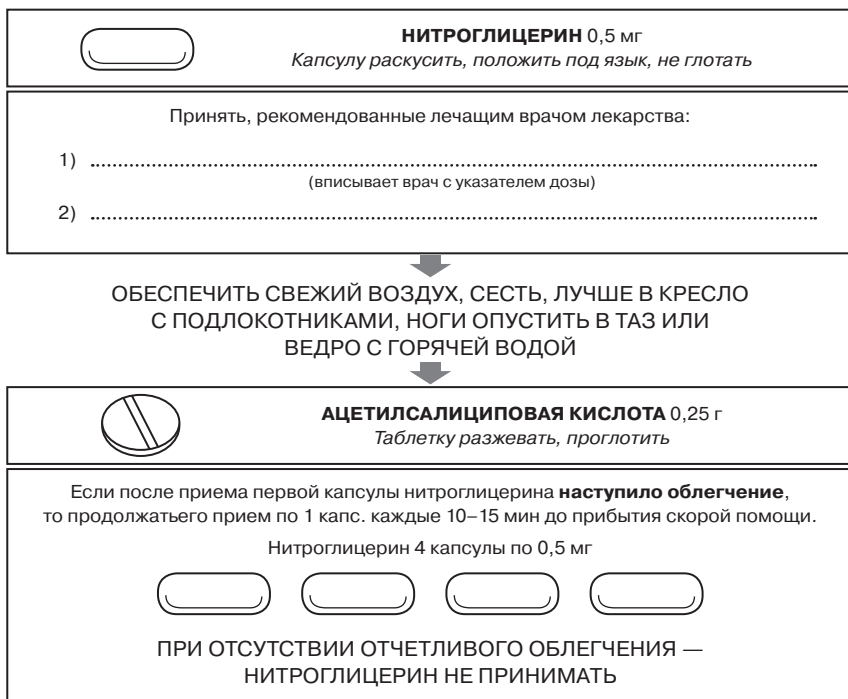 НИТРОГЛИЦЕРИН 0,5 мг
Капсулу раскусить, положить под язык, не глотать
Принять, рекомендованные лечащим врачом лекарства:
1) ........................................................
(вписывает врач с указателем дозы)
2) ........................................................
ОБЕСПЕЧИТЬ СВЕЖИЙ ВОЗДУХ, СЕСТЬ, ЛУЧШЕ В КРЕСЛО
С ПОДЛОКОТНИКАМИ, НОГИ ОПУСТИТЬ В ТАЗ ИЛИ
ВЕДРО С ГОРЯЧЕЙ ВОДОЙ
АЦЕТИЛСАЛИЦИПОВАЯ КИСЛОТА 0,25 г
Таблетку разжевать, проглотить
Если после приема первой капсулы нитроглицерина наступило облегчение,
то продолжатьего прием по 1 капс. каждые 10–15 мин до прибытия скорой помощи.
Нитроглицерин 4 капсулы по 0,5 мг
ПРИ ОТСУТСТВИИ ОТЧЕТЛИВОГО ОБЛЕГЧЕНИЯ —
НИТРОГЛИЦЕРИН НЕ ПРИНИМАТЬ